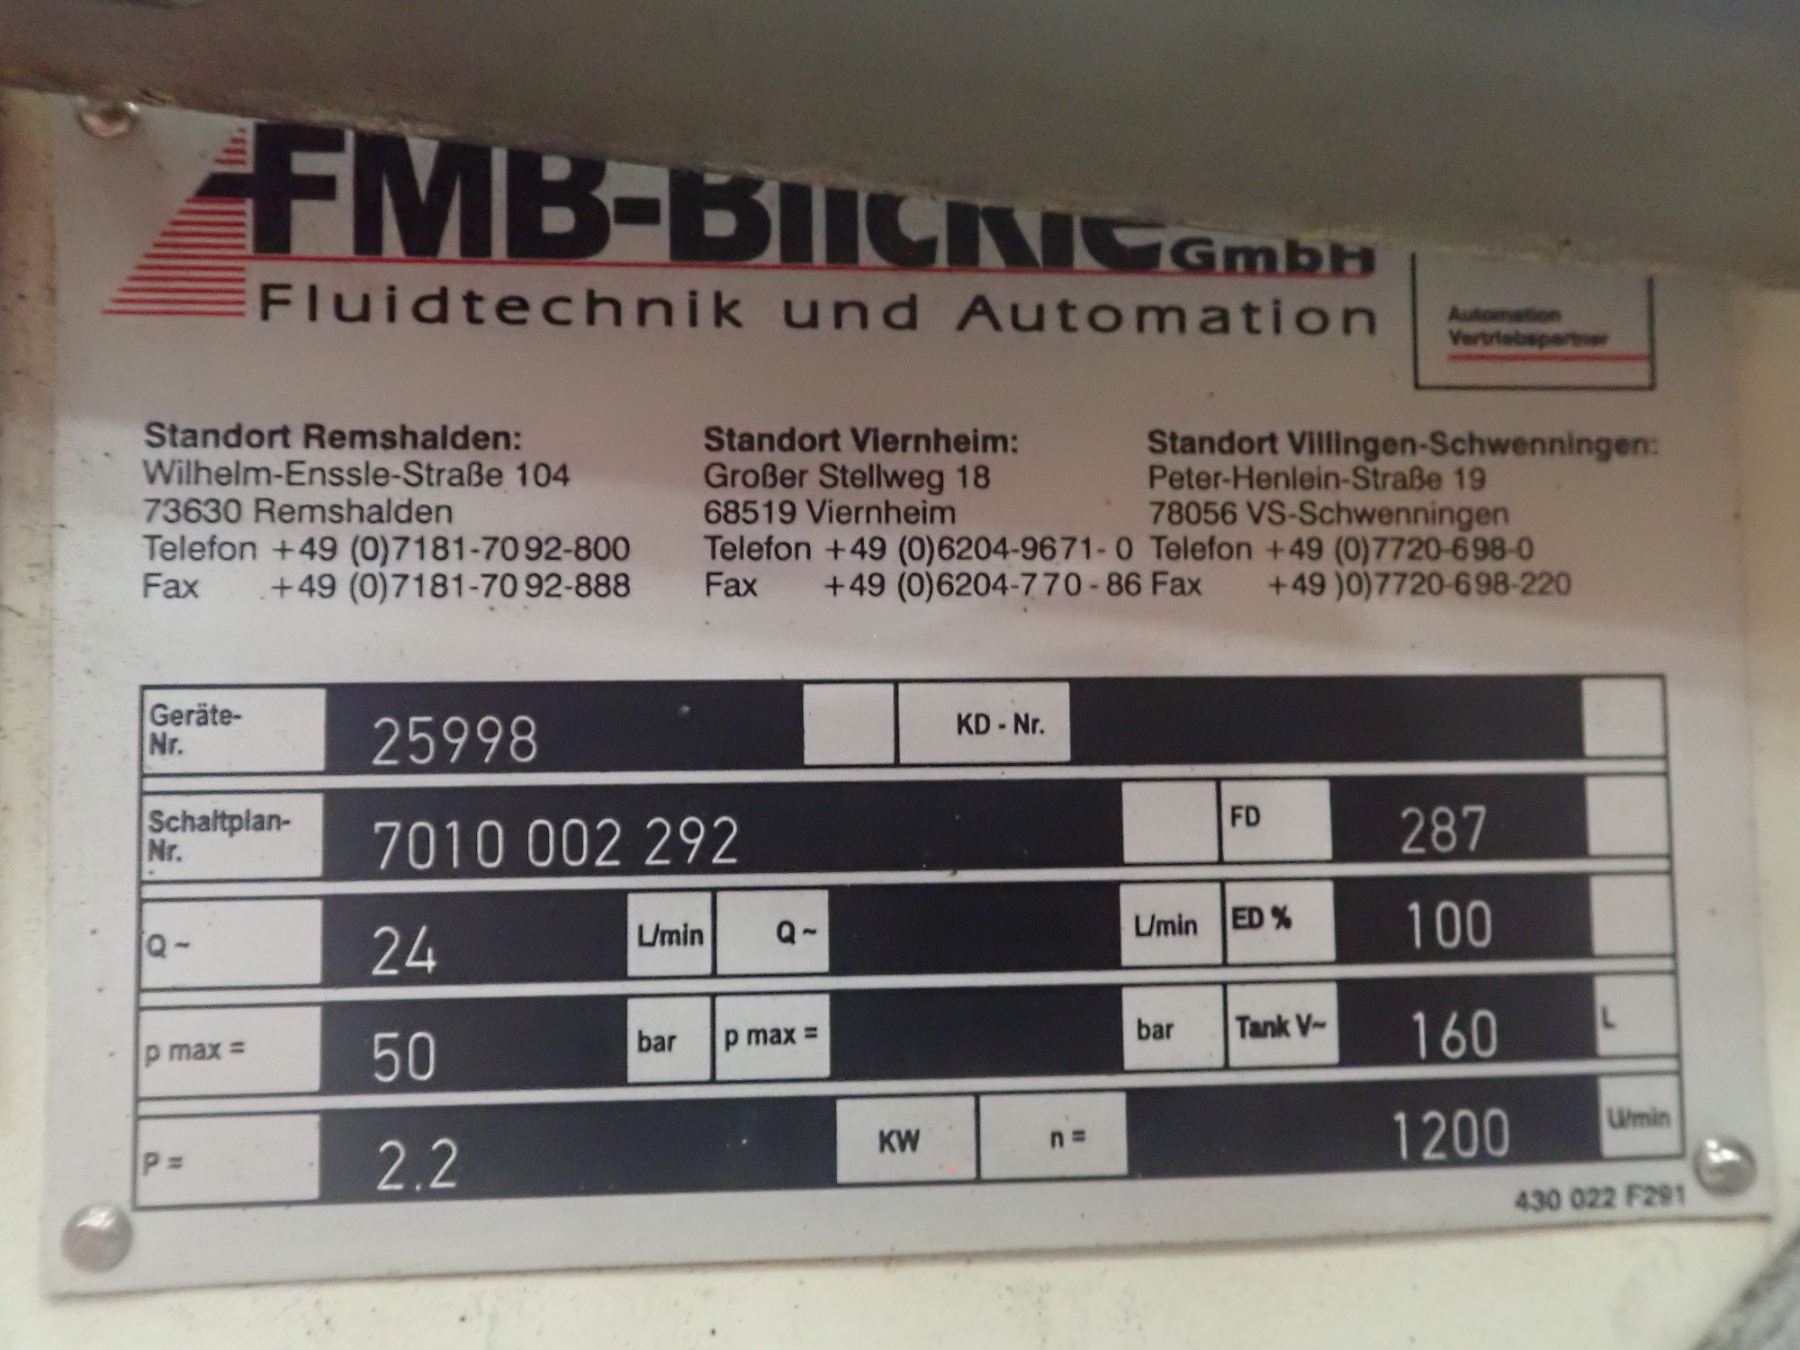 FMB-Blickle GmbH
Fluidtechnik und Automation
Automation
Vertriebspartner
Standort Remshalden:
Wilhelm-Enssle-Straße 104
73630 Remshalden
Telefon +49 (0)7181-7092-800
Fax +49 (0)7181-7092-888
Standort Viernheim:
Großer Stellweg 18
68519 Viernheim
Telefon +49 (0)6204-9671-0
Fax +49 (0)6204-770-86
Standort Villingen-Schwenningen:
Peter-Henlein-Straße 19
78056 VS-Schwenningen
Telefon +49 (0)7720-698-0
Fax +49 )0)7720-698-220
Geräte-
Nr. 25998 KD - Nr.
Schaltplan-
Nr. 7010 002 292 FD 287
Q ~ 24 L/min Q ~ L/min ED % 100
p max = 50 bar p max = bar Tank V~ 160 L
P = 2.2 KW n = 1200 U/min
430 022 F291